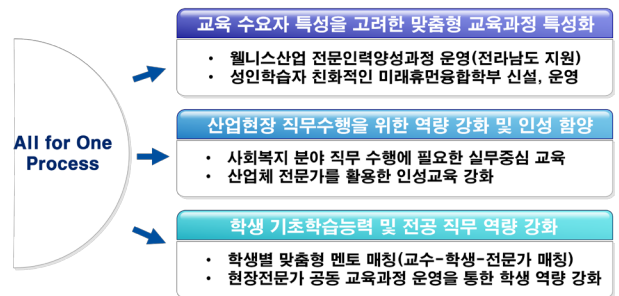 교육 수요자 특성을 고려한 맞춤형 교육과정 특성화
• 웰니스산업 전문인력양성과정 운영(전라남도 지원)
• 성인학습자 친화적인 미래휴먼융합학부 신설, 운영
All for One
Process
산업현장 직무수행을 위한 역량 강화 및 인성 함양
• 사회복지 분야 직무 수행에 필요한 실무중심 교육
• 산업체 전문가를 활용한 인성교육 강화
학생 기초학습능력 및 전공 직무 역량 강화
• 학생별 맞춤형 멘토 매칭(교수-학생-전문가 매칭)
• 현장전문가 공동 교육과정 운영을 통한 학생 역량 강화